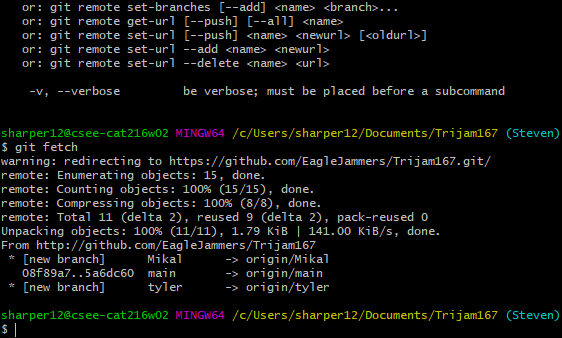 or: git remote set-branches [--add] <name> <branch>...
or: git remote get-url [--push] [--all] <name>
or: git remote set-url [--push] <name> <newurl> [<oldurl>]
or: git remote set-url --add <name> <newurl>
or: git remote set-url --delete <name> <url>
-v, --verbose be verbose; must be placed before a subcommand
sharper12@csee-cat216w02 MINGW64 /c/Users/sharper12/Documents/Trijam167 (Steven)
$ git fetch
warning: redirecting to https://github.com/EagleJammers/Trijam167.git/
remote: Enumerating objects: 15, done.
remote: Counting objects: 100% (15/15), done.
remote: Compressing objects: 100% (8/8), done.
remote: Total 11 (delta 2), reused 9 (delta 2), pack-reused 0
Unpacking objects: 100% (11/11), 1.79 KiB | 141.00 KiB/s, done.
From http://github.com/EagleJammers/Trijam167
* [new branch] Mikal -> origin/Mikal
08f89a7..5a6dc60 main -> origin/main
* [new branch] tyler -> origin/tyler
sharper12@csee-cat216w02 MINGW64 /c/Users/sharper12/Documents/Trijam167 (Steven)
$